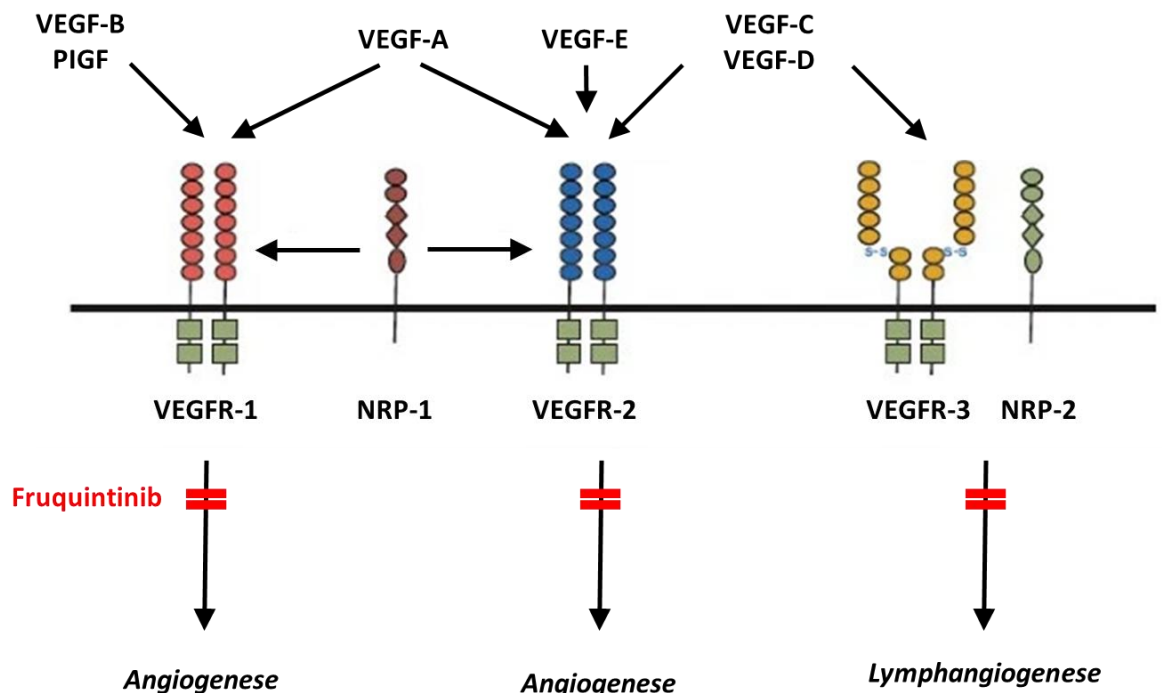 VEGF-B
PIGF
VEGF-A
VEGF-E
VEGF-C
VEGF-D
S-S
S-S
VEGFR-1
NRP-1
VEGFR-2
VEGFR-3
NRP-2
Fruquintinib
Angiogenese
Angiogenese
Lymphangiogenese